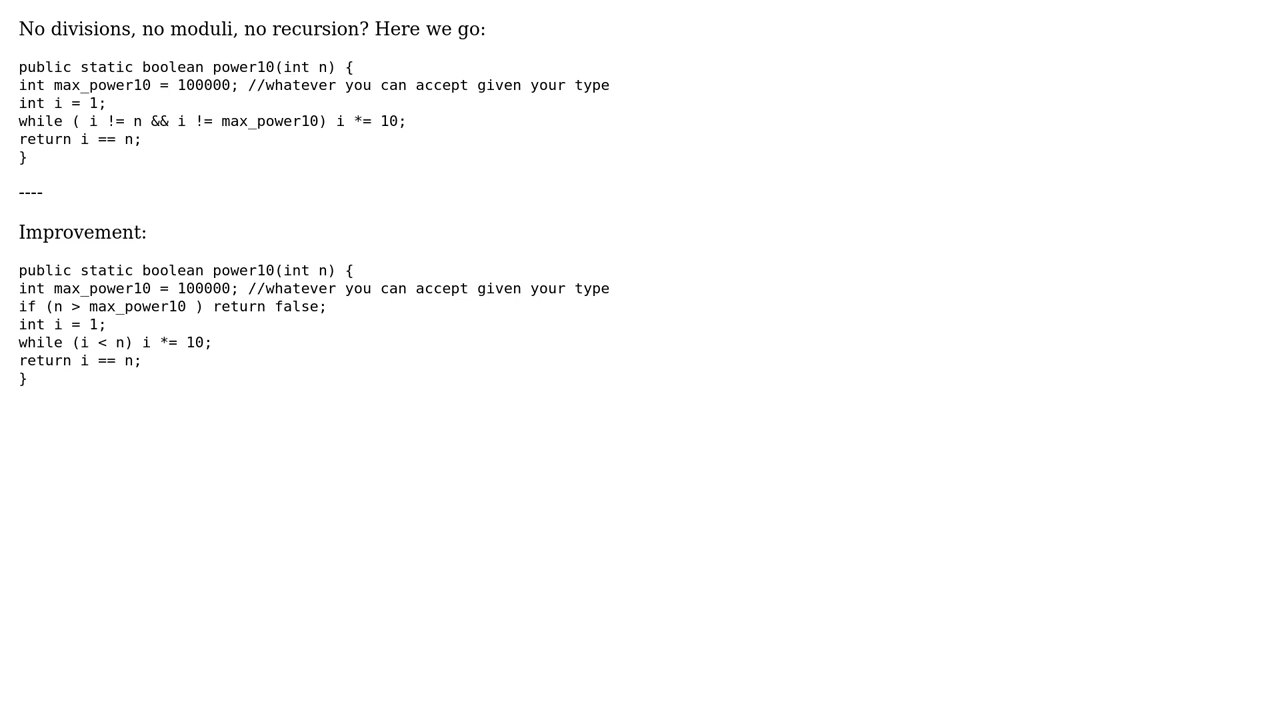 No divisions, no moduli, no recursion? Here we go:
public static boolean power10(int n) {
int max_power10 = 100000; //whatever you can accept given your type
int i = 1;
while ( i != n && i != max_power10) i *= 10;
return i == n;
}
----
Improvement:
public static boolean power10(int n) {
int max_power10 = 100000; //whatever you can accept given your type
if (n > max_power10 ) return false;
int i = 1;
while (i < n) i *= 10;
return i == n;
}